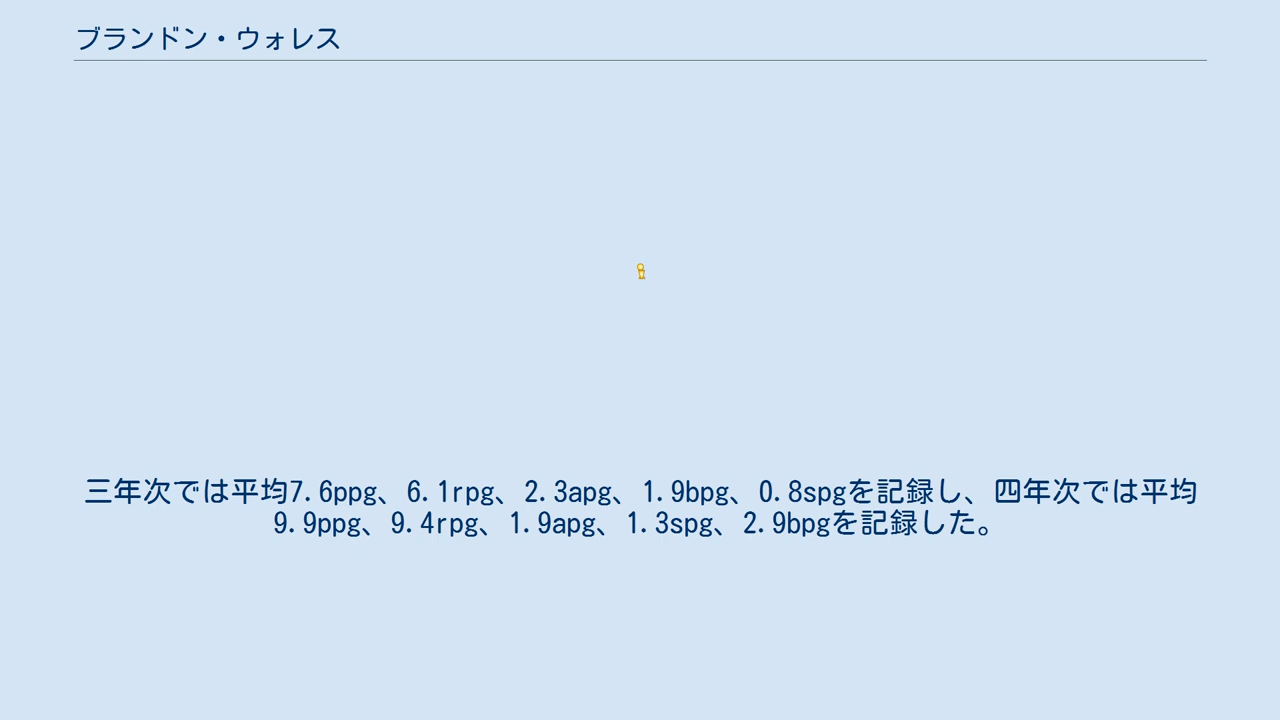 ブランドン・ウォレス
三年次では平均7.6ppg、6.1rpg、2.3apg、1.9bpg、0.8spgを記録し、四年次では平均
9.9ppg、9.4rpg、1.9apg、1.3spg、2.9bpgを記録した。